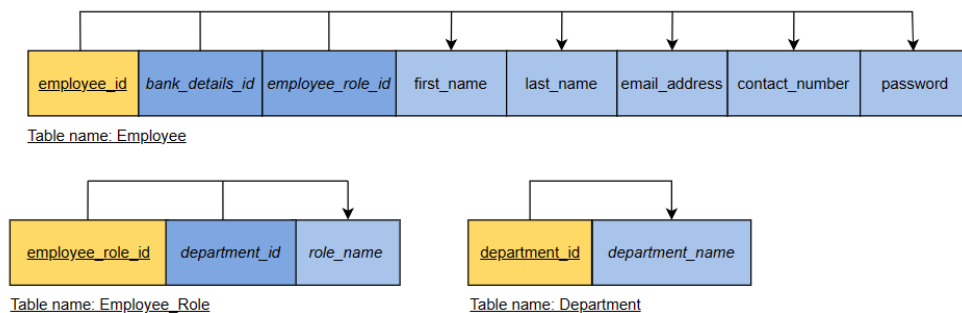 employee_id bank_details_id employee_role_id first_name last_name email_address contact_number password
Table name: Employee
employee_role_id department_id role_name
Table name: Employee_Role
department_id department_name
Table name: Department